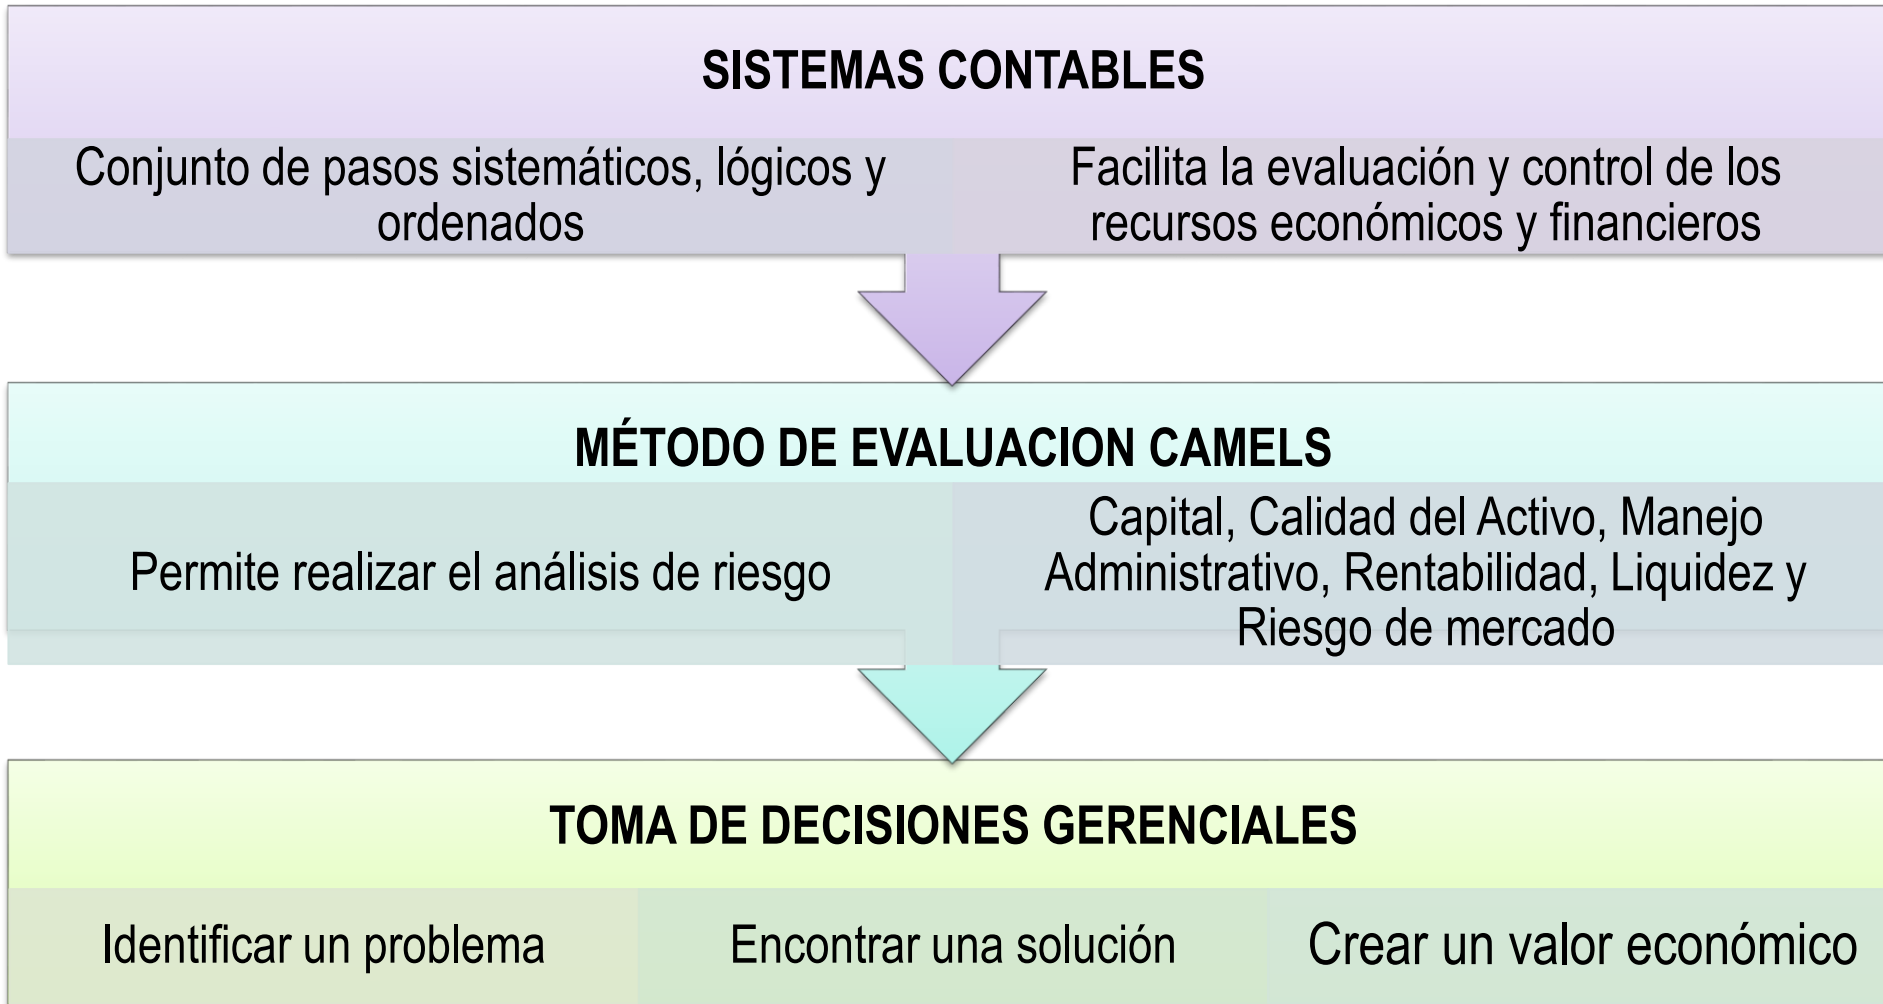 SISTEMAS CONTABLES
Conjunto de pasos sistemáticos, lógicos y
ordenados
Facilita la evaluación y control de los
recursos económicos y financieros
MÉTODO DE EVALUACION CAMELS
Permite realizar el análisis de riesgo
Capital, Calidad del Activo, Manejo
Administrativo, Rentabilidad, Liquidez y
Riesgo de mercado
TOMA DE DECISIONES GERENCIALES
Identificar un problema
Encontrar una solución
Crear un valor económico